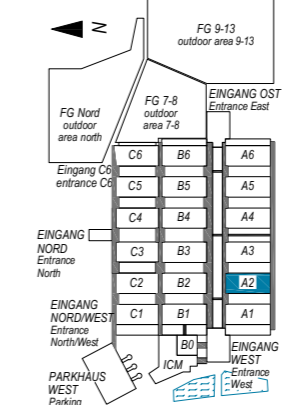 N
FG 9-13
outdoor area 9-13
FG Nord
outdoor
area north
FG 7-8
outdoor
area 7-8
EINGANG OST
Entrance East
Eingang C6
entrance C6
C6
B6
A6
C5
B5
A5
C4
B4
A4
EINGANG
NORD
Entrance
North
C3
B3
A3
C2
B2
A2
EINGANG
NORD/WEST
Entrance
North/West
C1
B1
A1
B0
ICM
EINGANG
WEST
Entrance
West
PARKHAUS
WEST
Parking